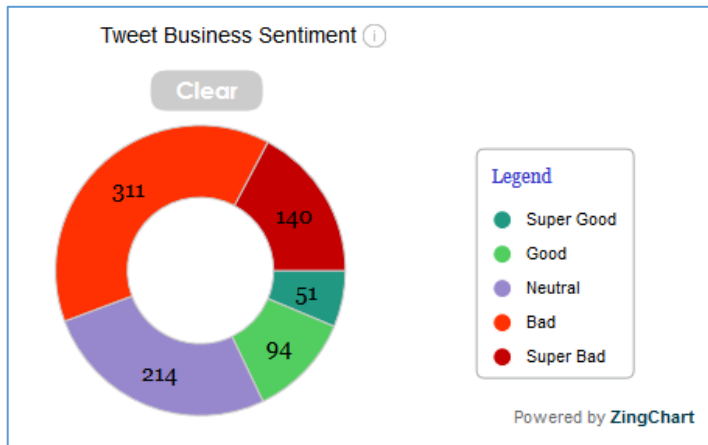 Tweet Business Sentiment i
Clear
311
140
51
94
214
Legend
Super Good
Good
Neutral
Bad
Super Bad
Powered by ZingChart